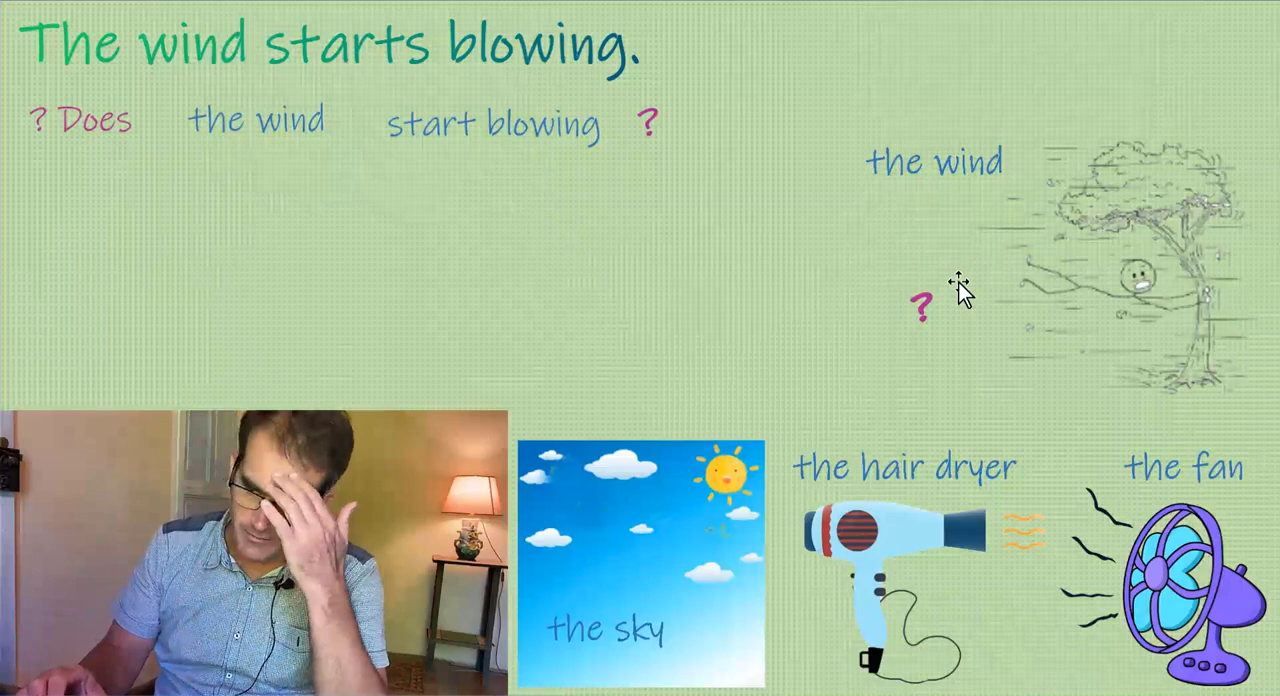 The wind starts blowing.
? Does the wind start blowing ?
the wind
?
the hair dryer
the fan
the sky